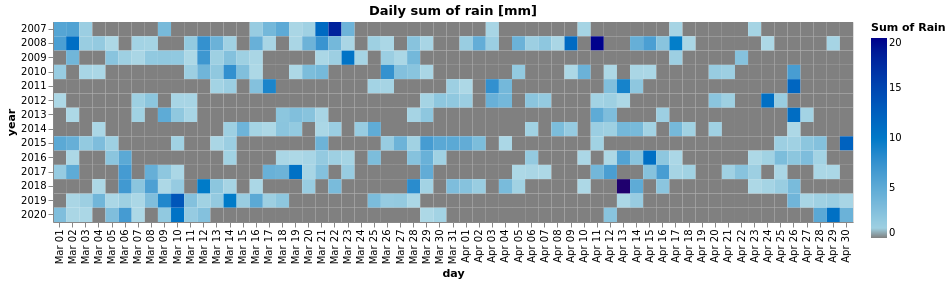 Daily sum of rain [mm]
Sum of Rain
year
2007
2008
2009
2010
2011
2012
2013
2014
2015
2016
2017
2018
2019
2020
20
15
10
5
0
Mar 01
Mar 02
Mar 03
Mar 04
Mar 05
Mar 06
Mar 07
Mar 08
Mar 09
Mar 10
Mar 11
Mar 12
Mar 13
Mar 14
Mar 15
Mar 16
Mar 17
Mar 18
Mar 19
Mar 20
Mar 21
Mar 22
Mar 23
Mar 24
Mar 25
Mar 26
Mar 27
Mar 28
Mar 29
Mar 30
Mar 31
Apr 01
Apr 02
Apr 03
Apr 04
Apr 05
Apr 06
Apr 07
Apr 08
Apr 09
Apr 10
Apr 11
Apr 12
Apr 13
Apr 14
Apr 15
Apr 16
Apr 17
Apr 18
Apr 19
Apr 20
Apr 21
Apr 22
Apr 23
Apr 24
Apr 25
Apr 26
Apr 27
Apr 28
Apr 29
Apr 30
day